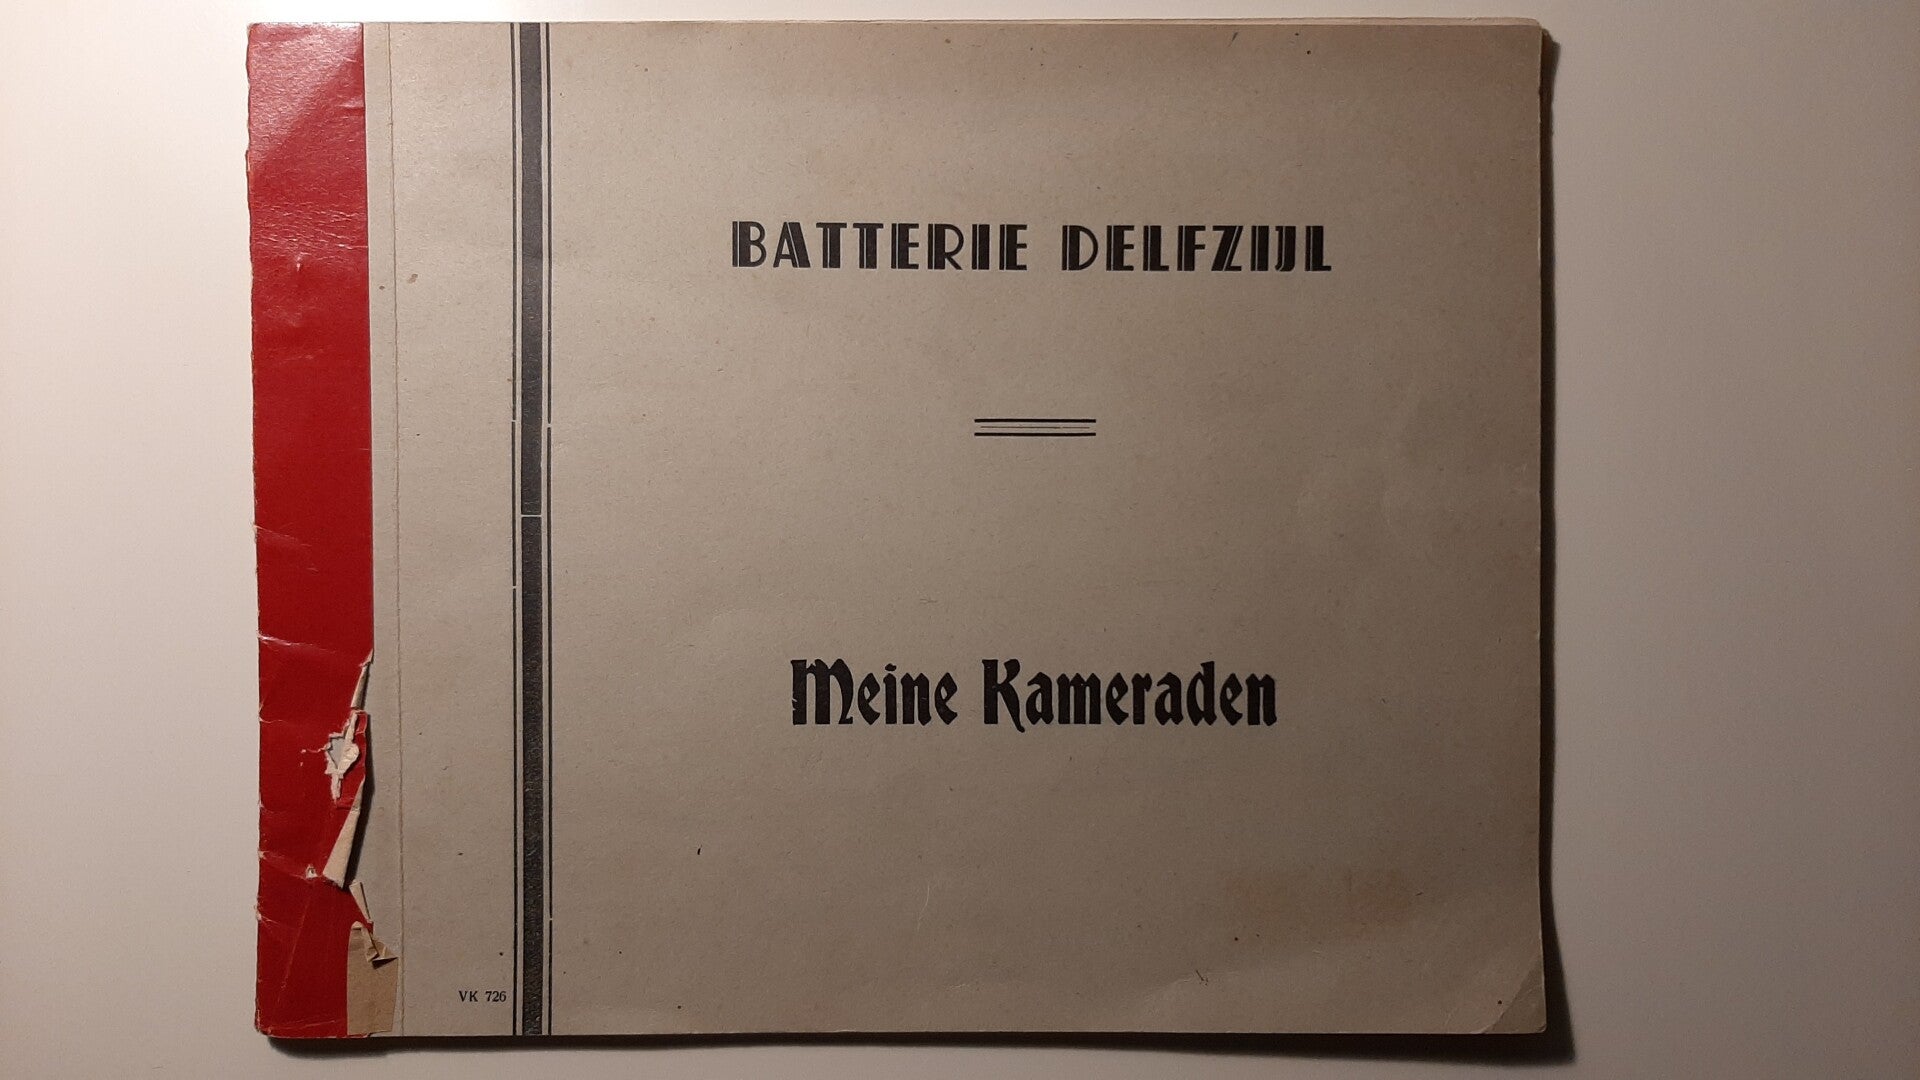 BATTERIE DELFZIJL
Meine Kameraden
VK 726